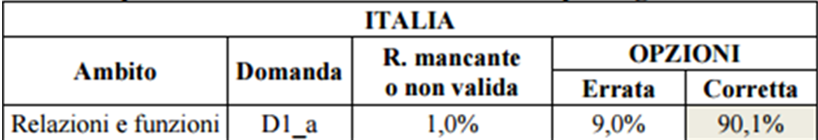 ITALIA
Ambito Domanda R. mancante o non valida OPZIONI
Errata Corretta
Relazioni e funzioni D1_a 1,0% 9,0% 90,1%